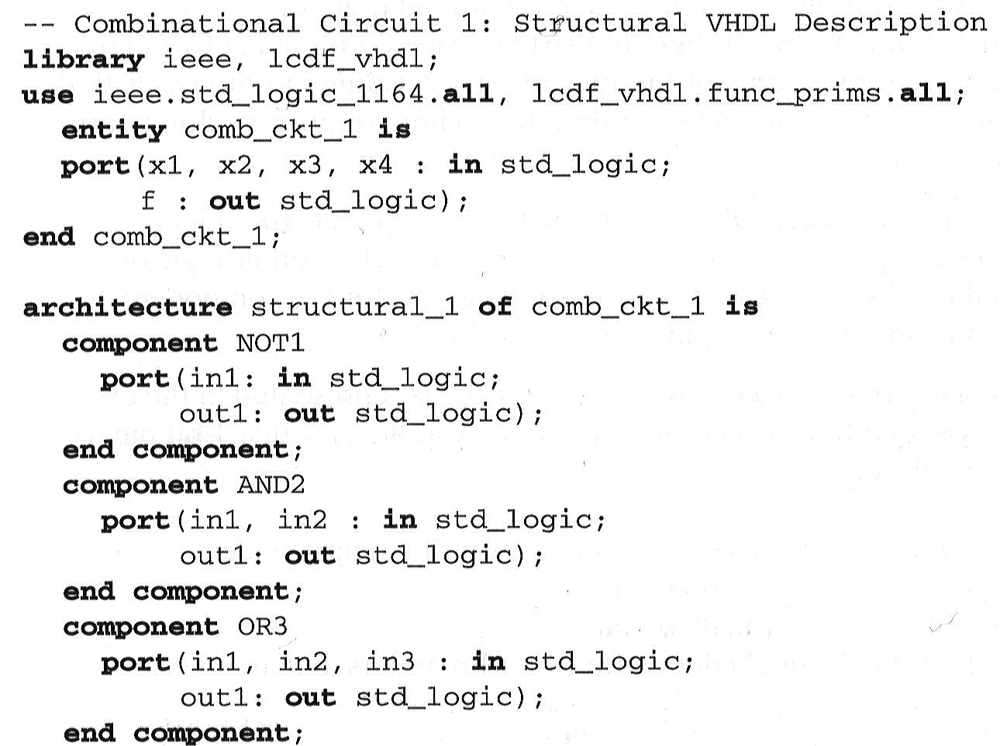 -- Combinational Circuit 1: Structural VHDL Description
library ieee, lcdf_vhdl;
use ieee.std_logic_1164.all, lcdf_vhdl.func_prims.all;
entity comb_ckt_1 is
port(x1, x2, x3, x4 : in std_logic;
f : out std_logic);
end comb_ckt_1;
architecture structural_1 of comb_ckt_1 is
component NOT1
port(in1: in std_logic;
out1: out std_logic);
end component;
component AND2
port(in1, in2 : in std_logic;
out1: out std_logic);
end component;
component OR3
port(in1, in2, in3 : in std_logic;
out1: out std_logic);
end component;